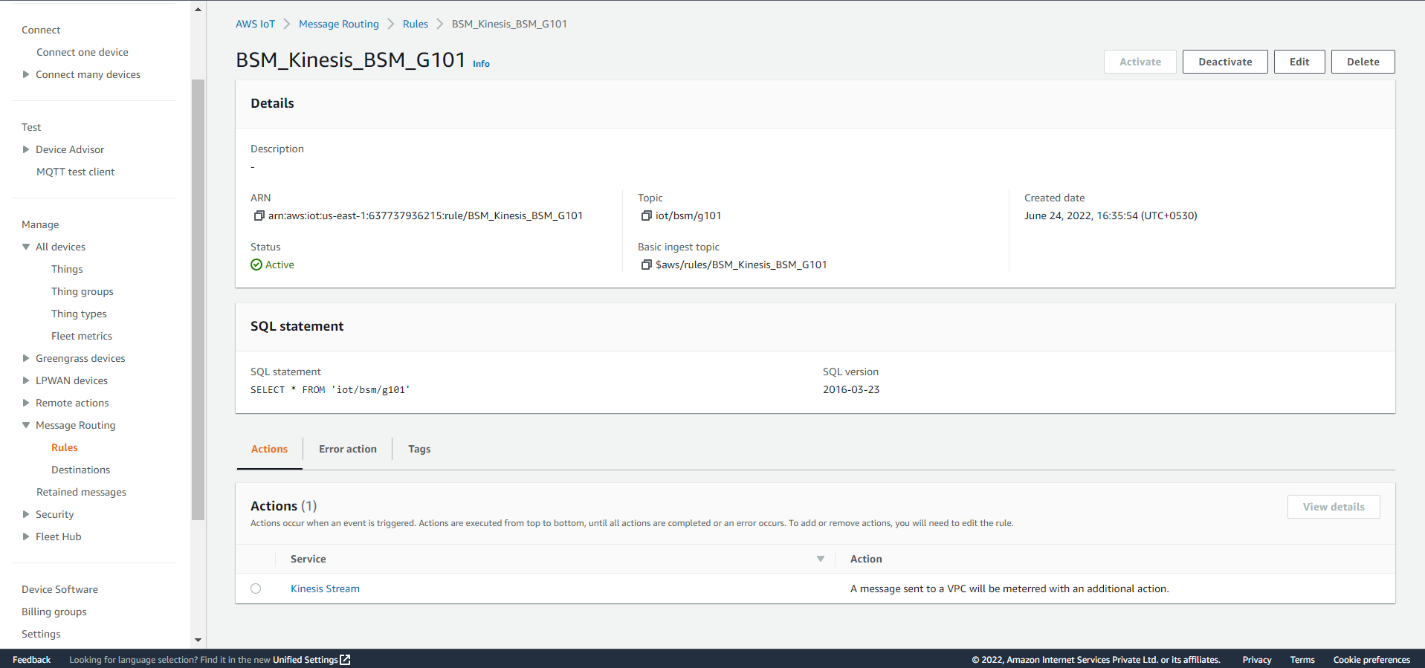 Connect
Connect one device
Connect many devices
Test
Device Advisor
MQTT test client
Manage
All devices
Things
Thing groups
Thing types
Fleet metrics
Greengrass devices
LPWAN devices
Remote actions
Message Routing
Rules
Destinations
Retained messages
Security
Fleet Hub
Device Software
Billing groups
Settings
AWS IoT > Message Routing > Rules > BSM_Kinesis_BSM_G101
BSM_Kinesis_BSM_G101 Info
Activate Deactivate Edit Delete
Details
Description
-
ARN Topic Created date
arn:aws:iot:us-east-1:637737936215:rule/BSM_Kinesis_BSM_G101 iot/bsm/g101 June 24, 2022, 16:35:54 (UTC+0530)
Status Basic ingest topic
Active $aws/rules/BSM_Kinesis_BSM_G101
SQL statement
SQL statement SQL version
SELECT * FROM 'iot/bsm/g101' 2016-03-23
Actions Error action Tags
Actions (1) View details
Actions occur when an event is triggered. Actions are executed from top to bottom, until all actions are completed or an error occurs. To add or remove actions, you will need to edit the rule.
Service Action
Kinesis Stream A message sent to a VPC will be meterred with an additional action.
Feedback Looking for language selection? Find it in the new Unified Settings © 2022, Amazon Internet Services Private Ltd. or its affiliates. Privacy Terms Cookie preferences